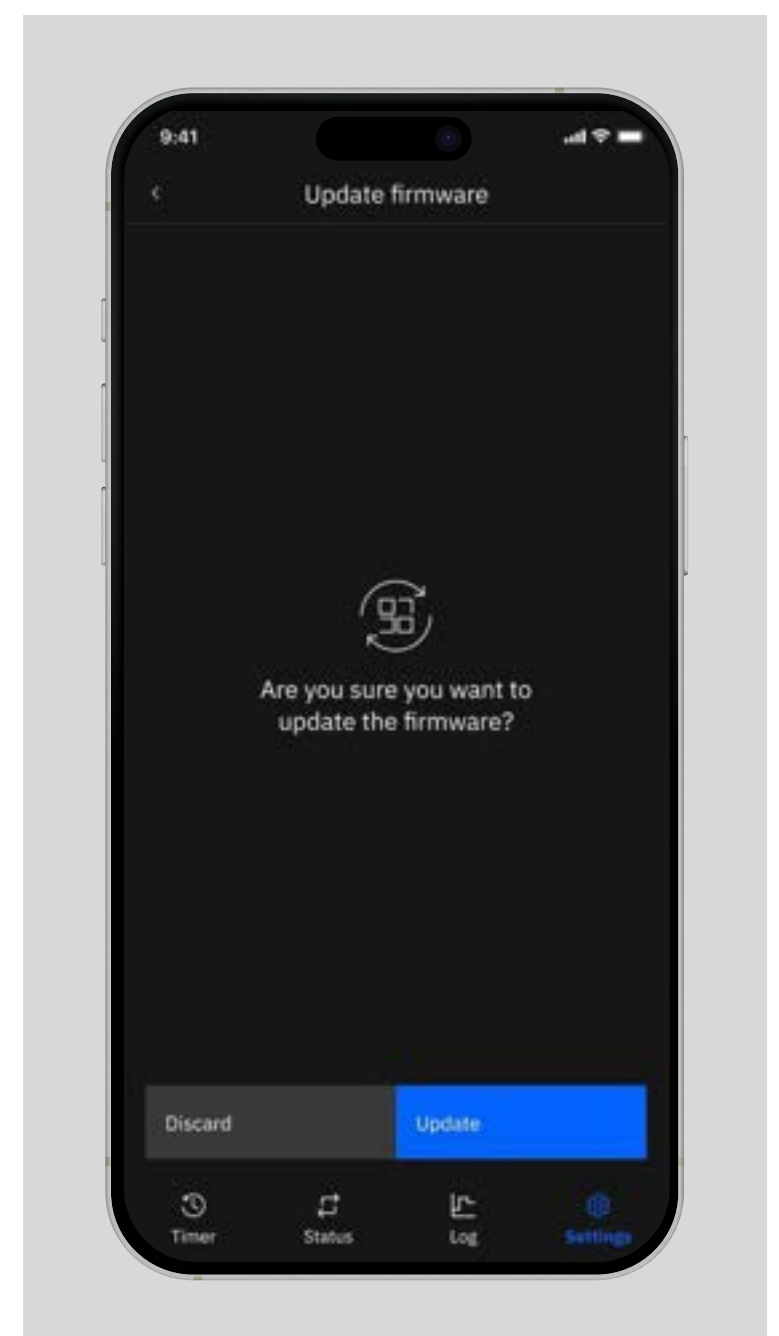 9:41
Update firmware
Are you sure you want to
update the firmware?
Discard
Update
Timer
Status
Log
Settings